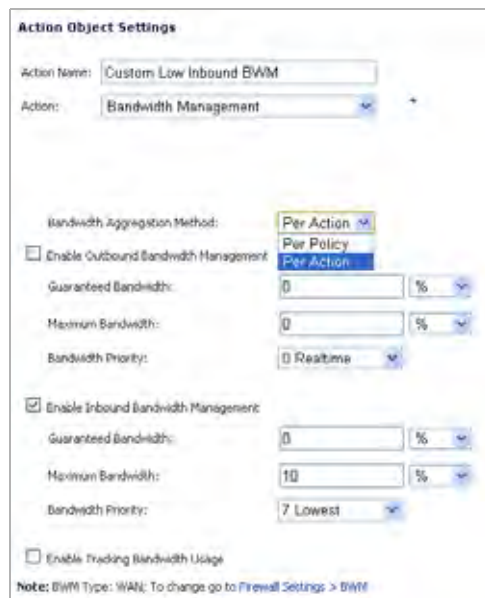 Action Object Settings
Action Name: Custom Low Inbound BWM
Action: Bandwidth Management *
Bandwidth Aggregation Method: Per Action
Per Policy
Per Action
Enable Outbound Bandwidth Management
Guaranteed Bandwidth: 0 %
Maximum Bandwidth: 0 %
Bandwidth Priority: 0 Realtime
Enable Inbound Bandwidth Management
Guaranteed Bandwidth: 0 %
Maximum Bandwidth: 10 %
Bandwidth Priority: 7 Lowest
Enable Tracking Bandwidth Usage
Note: BWM Type: WAN; To change go to Firewall Settings > BWM